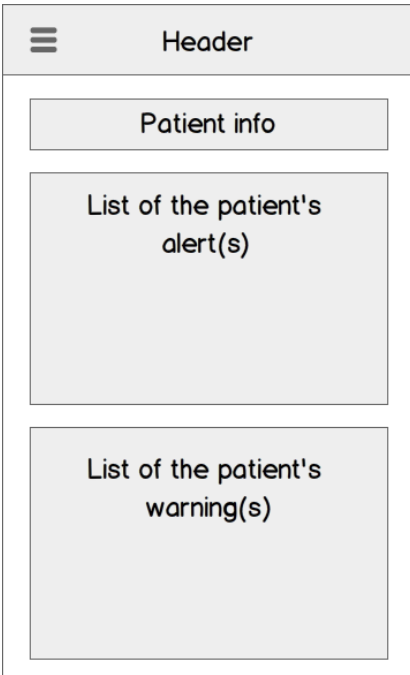 Header
Patient info
List of the patient's
alert(s)
List of the patient's
warning(s)